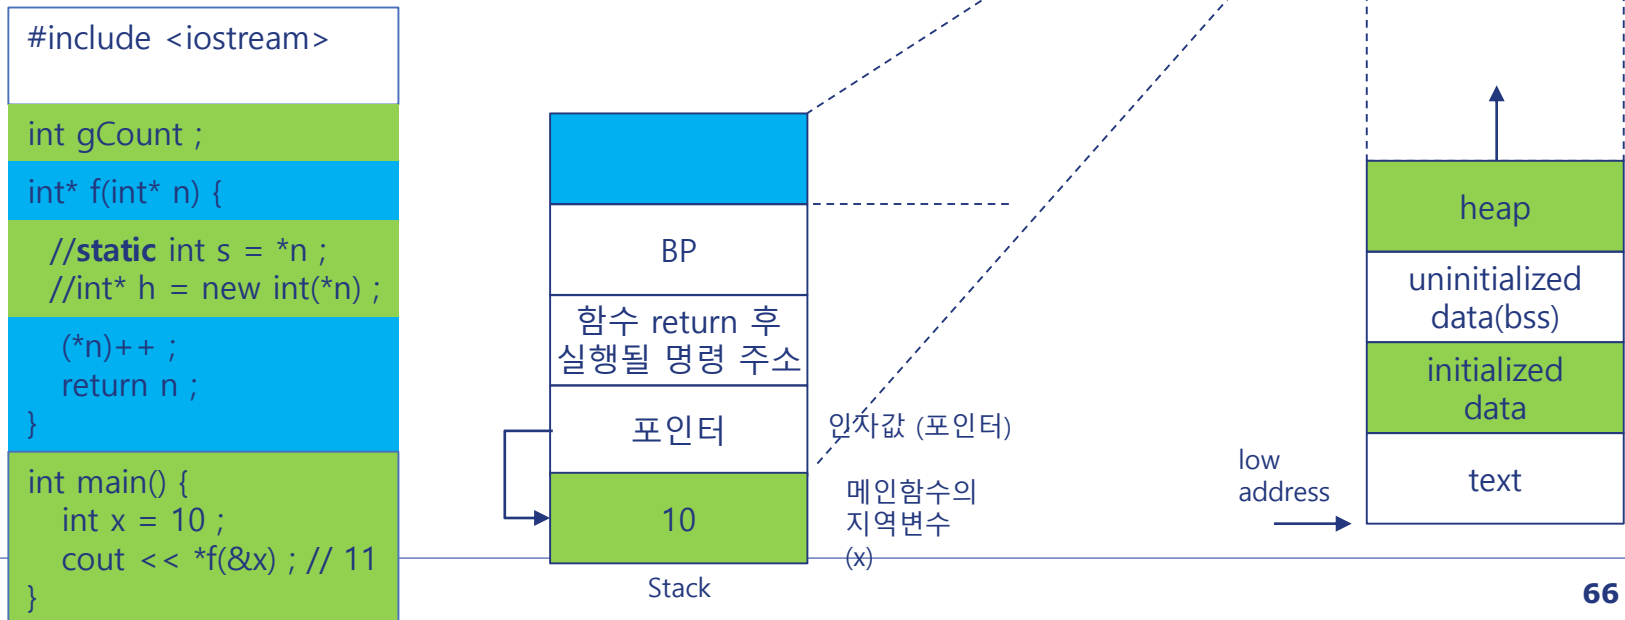 #include <iostream>
int gCount ;
int* f(int* n) {
//static int s = *n ;
//int* h = new int(*n) ;
(*n)++ ;
return n ;
}
int main() {
int x = 10 ;
cout << *f(&x) ; // 11
}
BP
함수 return 후
실행될 명령 주소
포인터
10
Stack
인자값 (포인터)
메인함수의
지역변수
(x)
heap
uninitialized
data(bss)
initialized
data
text
low
address
66